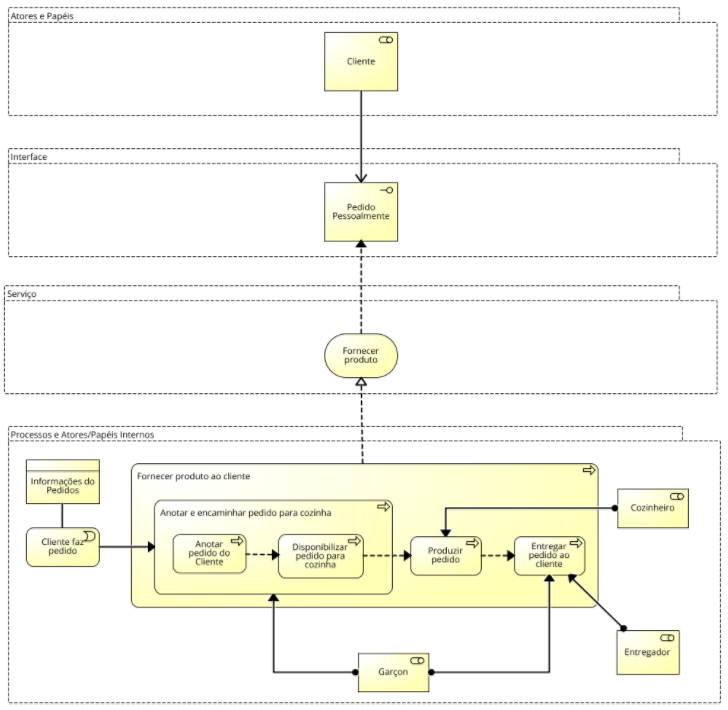 Atores e Papéis
Cliente
Interface
Pedido
Pessoalmente
Serviço
Fornecer
produto
Processos e Atores/Papéis Internos
Informações do
Pedidos
Cliente faz
pedido
Fornecer produto ao cliente
Anotar e encaminhar pedido para cozinha
Anotar
pedido do
Cliente
Disponibilizar
pedido para
cozinha
Produzir
pedido
Entregar
pedido ao
cliente
Cozinheiro
Garçon
Entregador